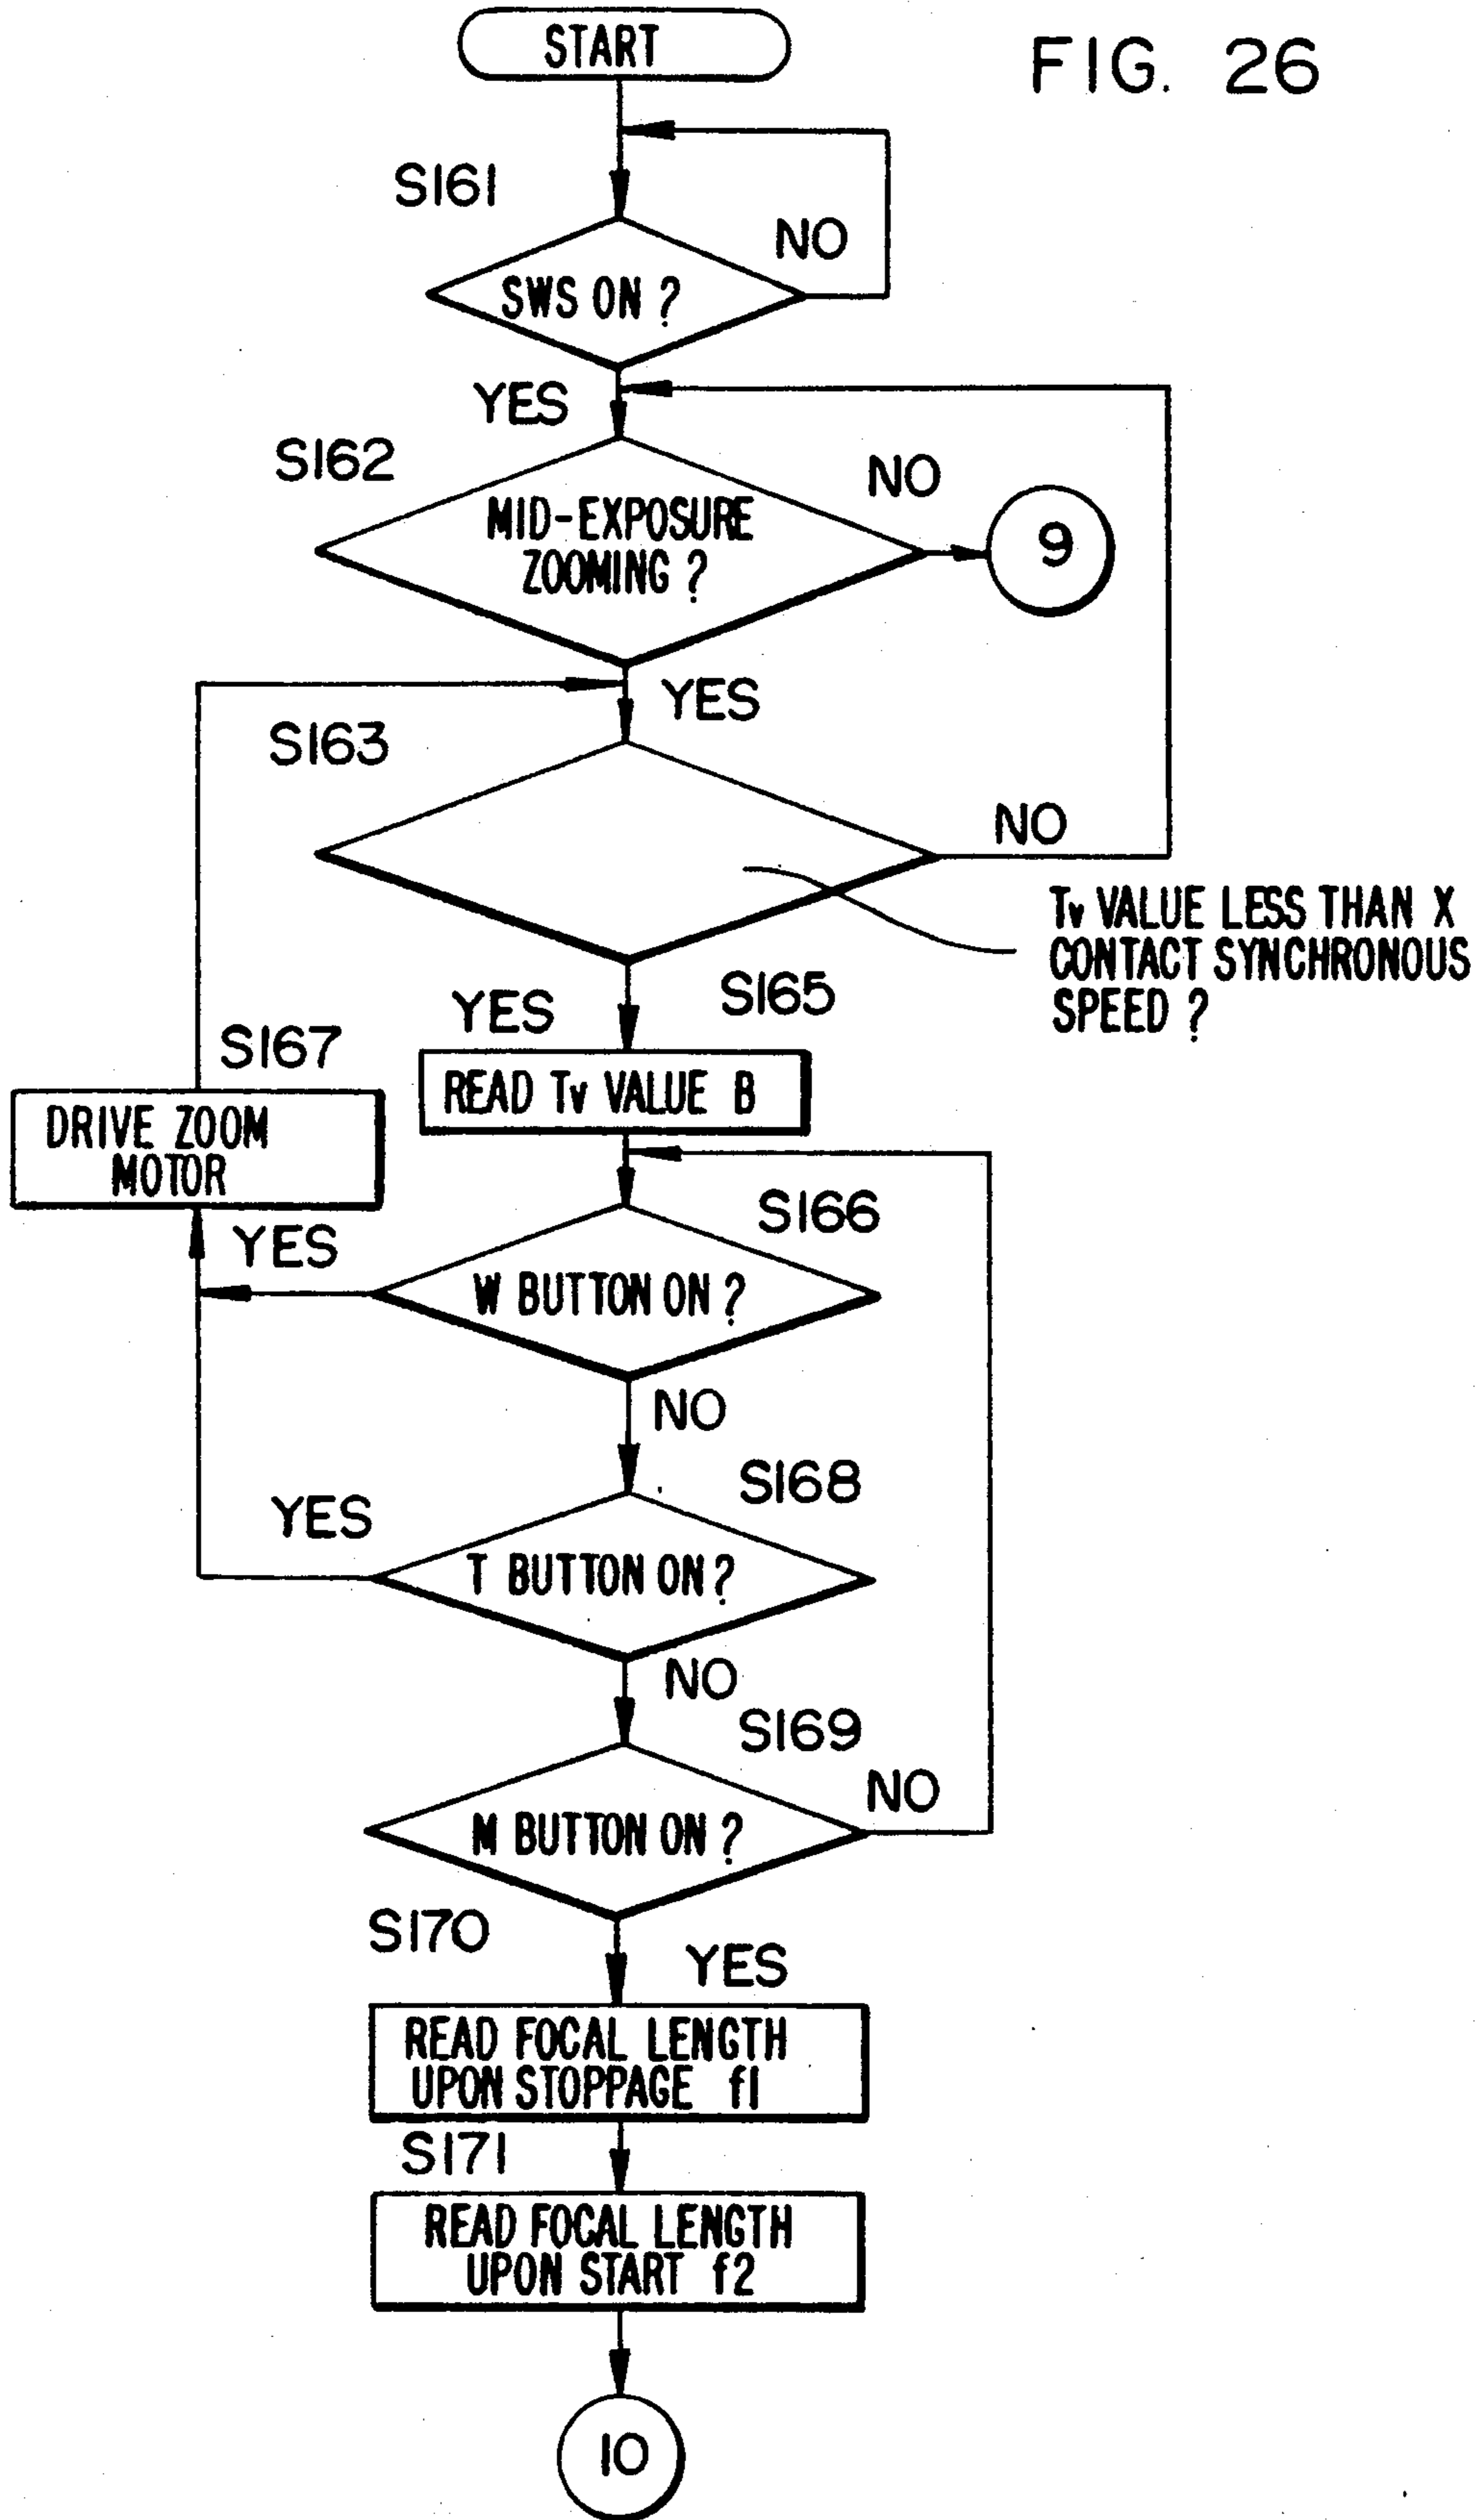 START
FIG. 26
S161
NO
SWS ON ?
YES
S162
NO
MID-EXPOSURE
ZOOMING ?
9
YES
S163
NO
Tv VALUE LESS THAN X
CONTACT SYNCHRONOUS
SPEED ?
YES
S165
S167
READ Tv VALUE B
DRIVE ZOOM
MOTOR
S166
YES
W BUTTON ON ?
NO
S168
YES
T BUTTON ON ?
NO
S169
NO
M BUTTON ON ?
S170
YES
READ FOCAL LENGTH
UPON STOPPAGE f1
S171
READ FOCAL LENGTH
UPON START f2
10